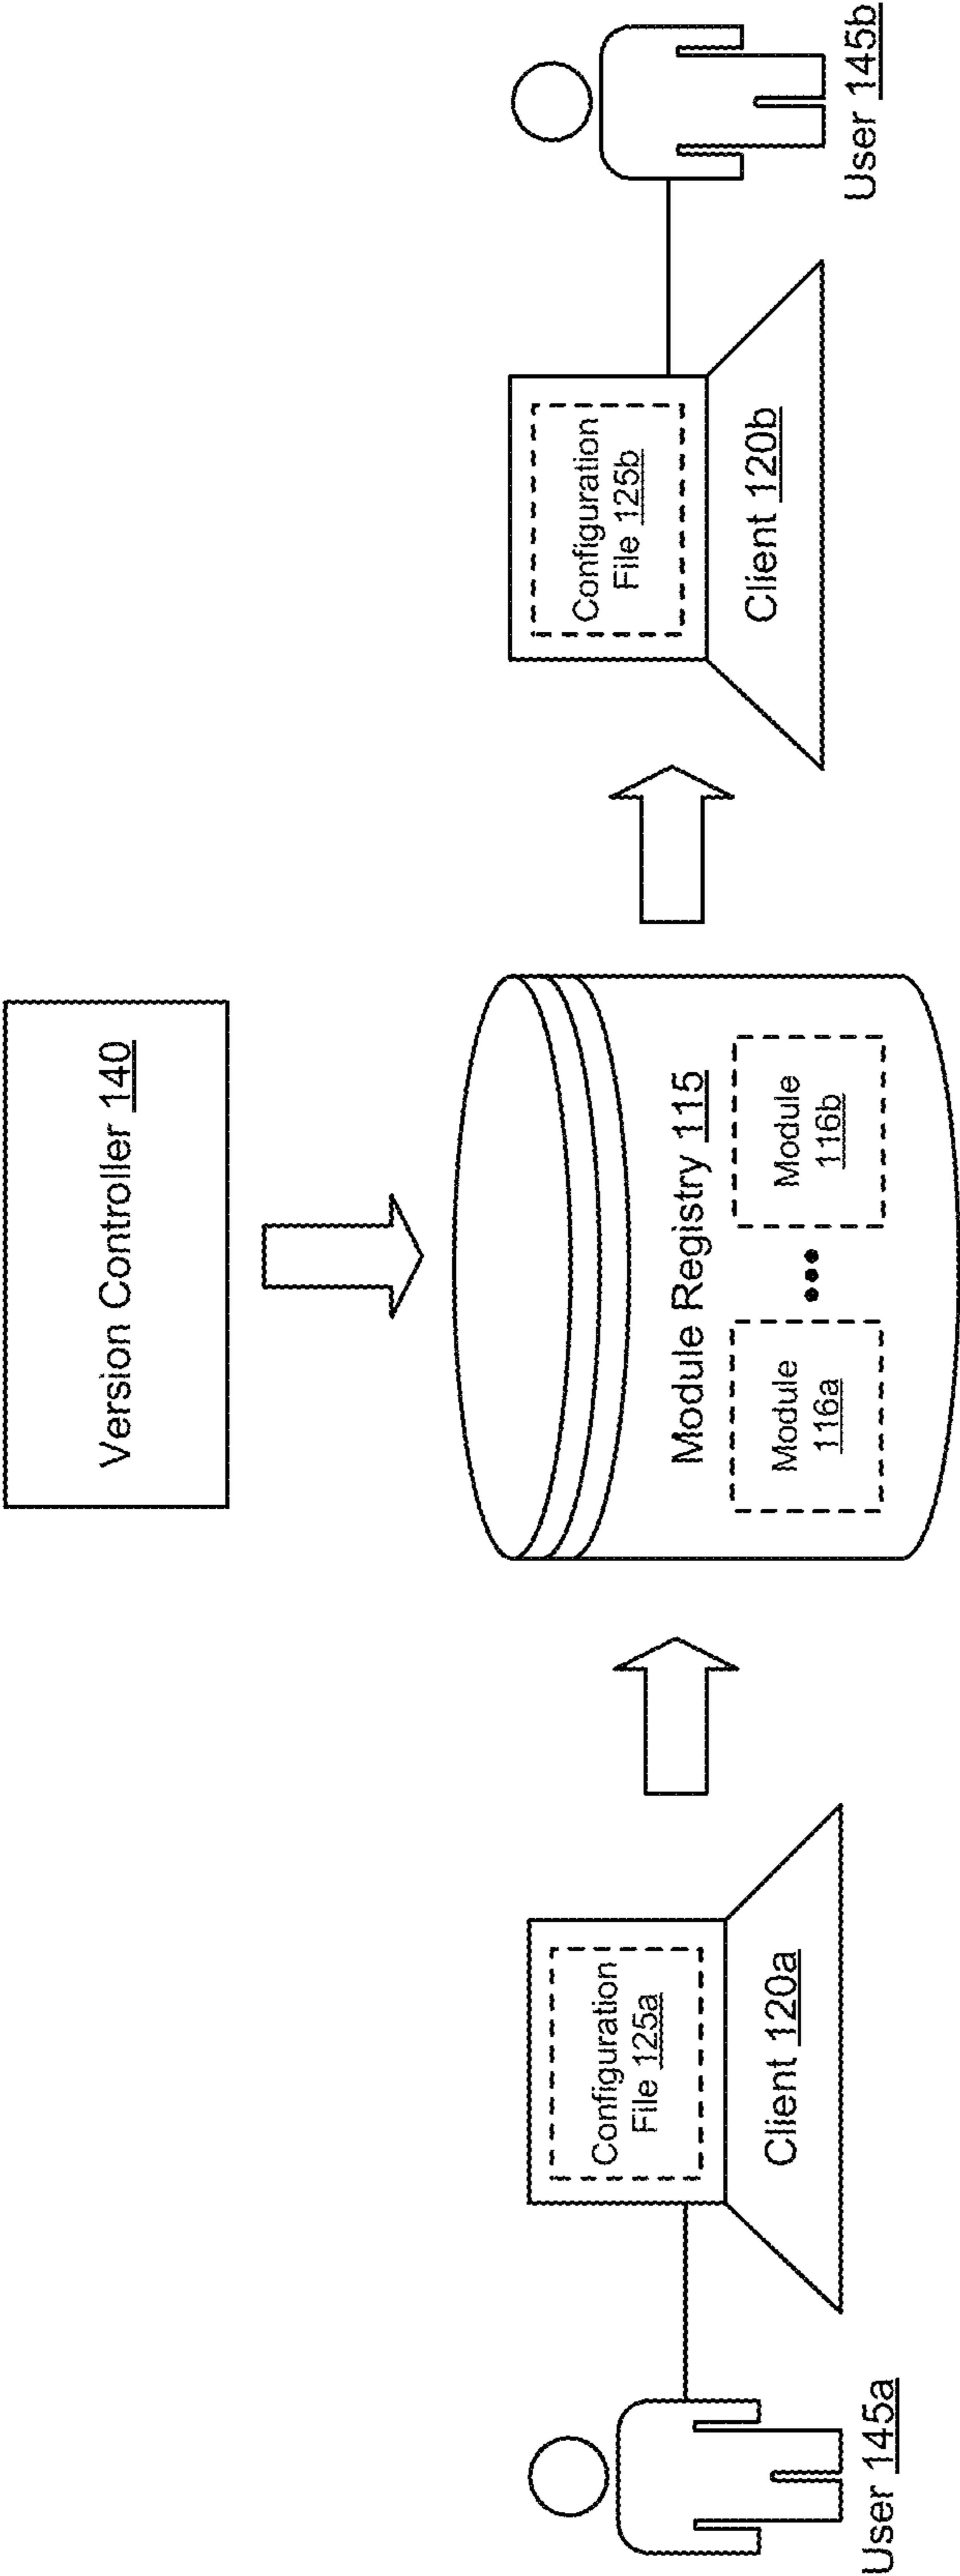 Version Controller 140
User 145a
Configuration
File 125a
Client 120a
Module Registry 115
Module
116a
Module
116b
Configuration
File 125b
Client 120b
User 145b